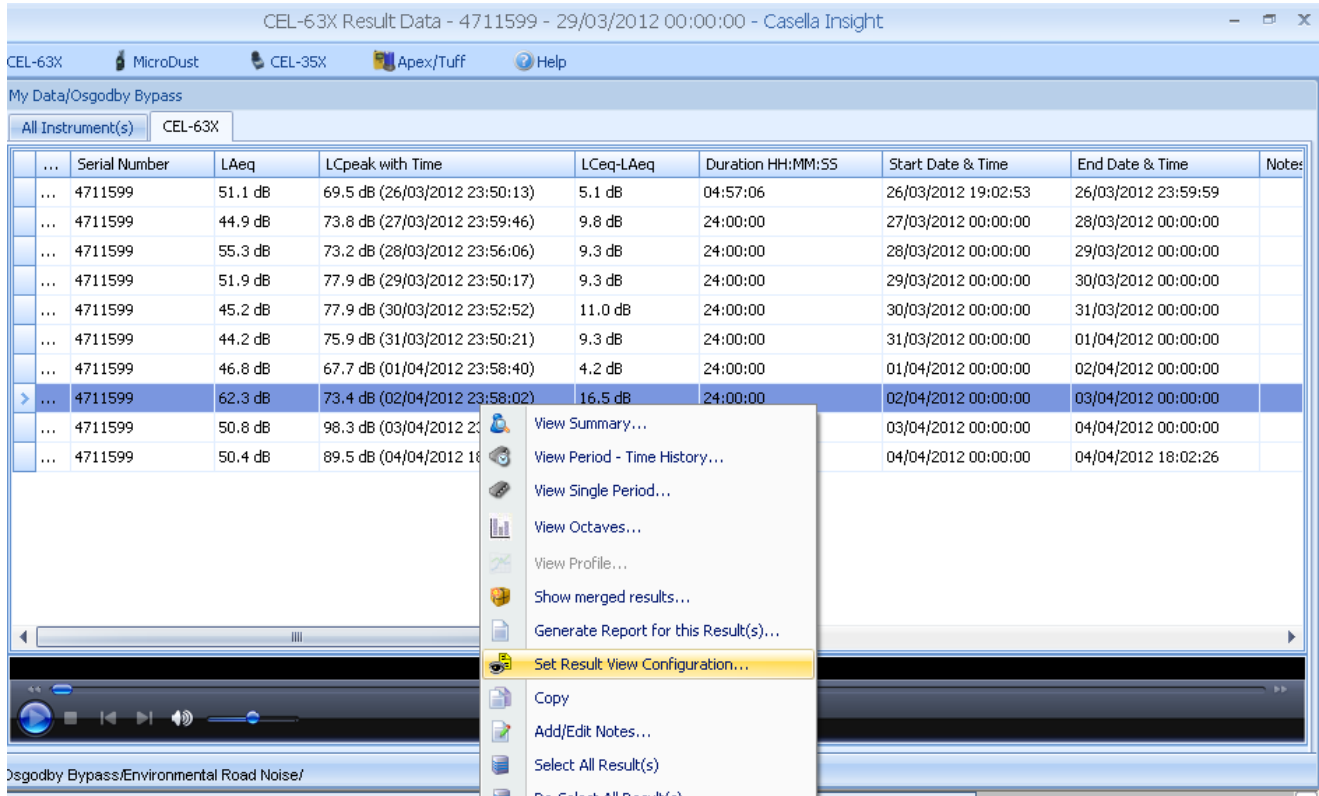 CEL-63X Result Data - 4711599 - 29/03/2012 00:00:00 - Casella Insight
CEL-63X MicroDust CEL-35X Apex/Tuff Help
My Data/Osgodby Bypass
All Instrument(s) CEL-63X
... Serial Number LAeq LCpeak with Time LCeq-LAeq Duration HH:MM:SS Start Date & Time End Date & Time Notes
... 4711599 51.1 dB 69.5 dB (26/03/2012 23:50:13) 5.1 dB 04:57:06 26/03/2012 19:02:53 26/03/2012 23:59:59
... 4711599 44.9 dB 73.8 dB (27/03/2012 23:59:46) 9.8 dB 24:00:00 27/03/2012 00:00:00 28/03/2012 00:00:00
... 4711599 55.3 dB 73.2 dB (28/03/2012 23:56:06) 9.3 dB 24:00:00 28/03/2012 00:00:00 29/03/2012 00:00:00
... 4711599 51.9 dB 77.9 dB (29/03/2012 23:50:17) 9.3 dB 24:00:00 29/03/2012 00:00:00 30/03/2012 00:00:00
... 4711599 45.2 dB 77.9 dB (30/03/2012 23:52:52) 11.0 dB 24:00:00 30/03/2012 00:00:00 31/03/2012 00:00:00
... 4711599 44.2 dB 75.9 dB (31/03/2012 23:50:21) 9.3 dB 24:00:00 31/03/2012 00:00:00 01/04/2012 00:00:00
... 4711599 46.8 dB 67.7 dB (01/04/2012 23:58:40) 4.2 dB 24:00:00 01/04/2012 00:00:00 02/04/2012 00:00:00
> ... 4711599 62.3 dB 73.4 dB (02/04/2012 23:58:02) 16.5 dB 24:00:00 02/04/2012 00:00:00 03/04/2012 00:00:00
... 4711599 50.8 dB 98.3 dB (03/04/2012 23 03/04/2012 00:00:00 04/04/2012 00:00:00
... 4711599 50.4 dB 89.5 dB (04/04/2012 18 04/04/2012 00:00:00 04/04/2012 18:02:26
View Summary...
View Period - Time History...
View Single Period...
View Octaves...
View Profile...
Show merged results...
Generate Report for this Result(s)...
Set Result View Configuration...
Copy
Add/Edit Notes...
Select All Result(s)
De-Select All Result(s)
Osgodby Bypass/Environmental Road Noise/